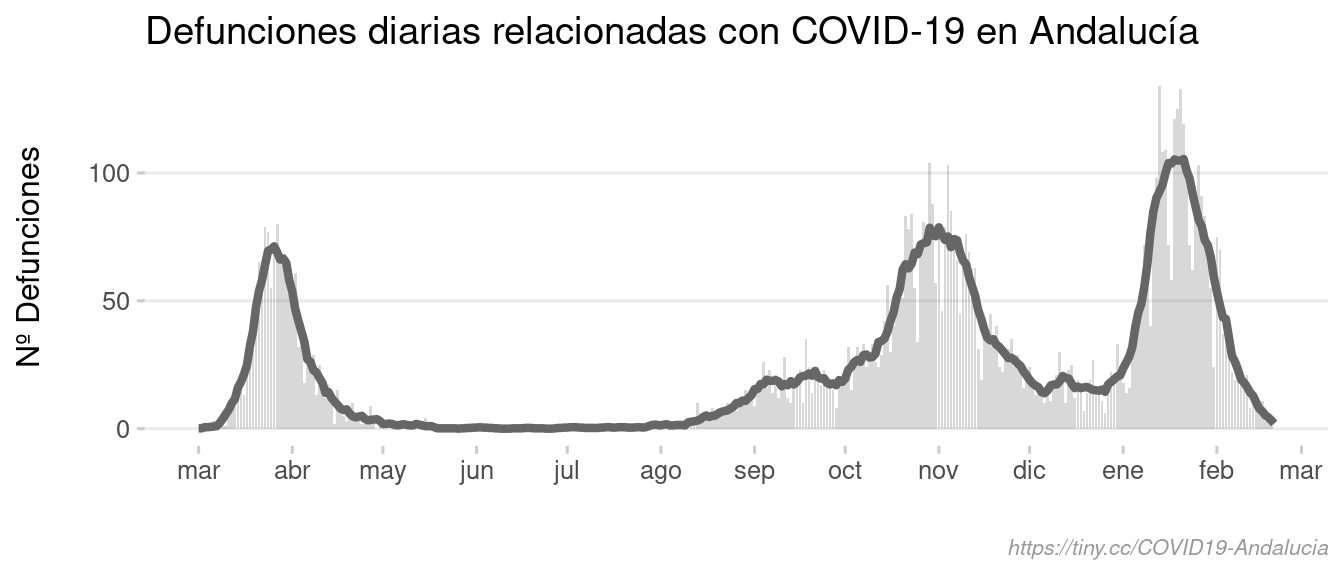 Defunciones diarias relacionadas con COVID-19 en Andalucía
Nº Defunciones
100
50
0
mar abr may jun jul ago sep oct nov dic ene feb mar
https://tiny.cc/COVID19-Andalucia